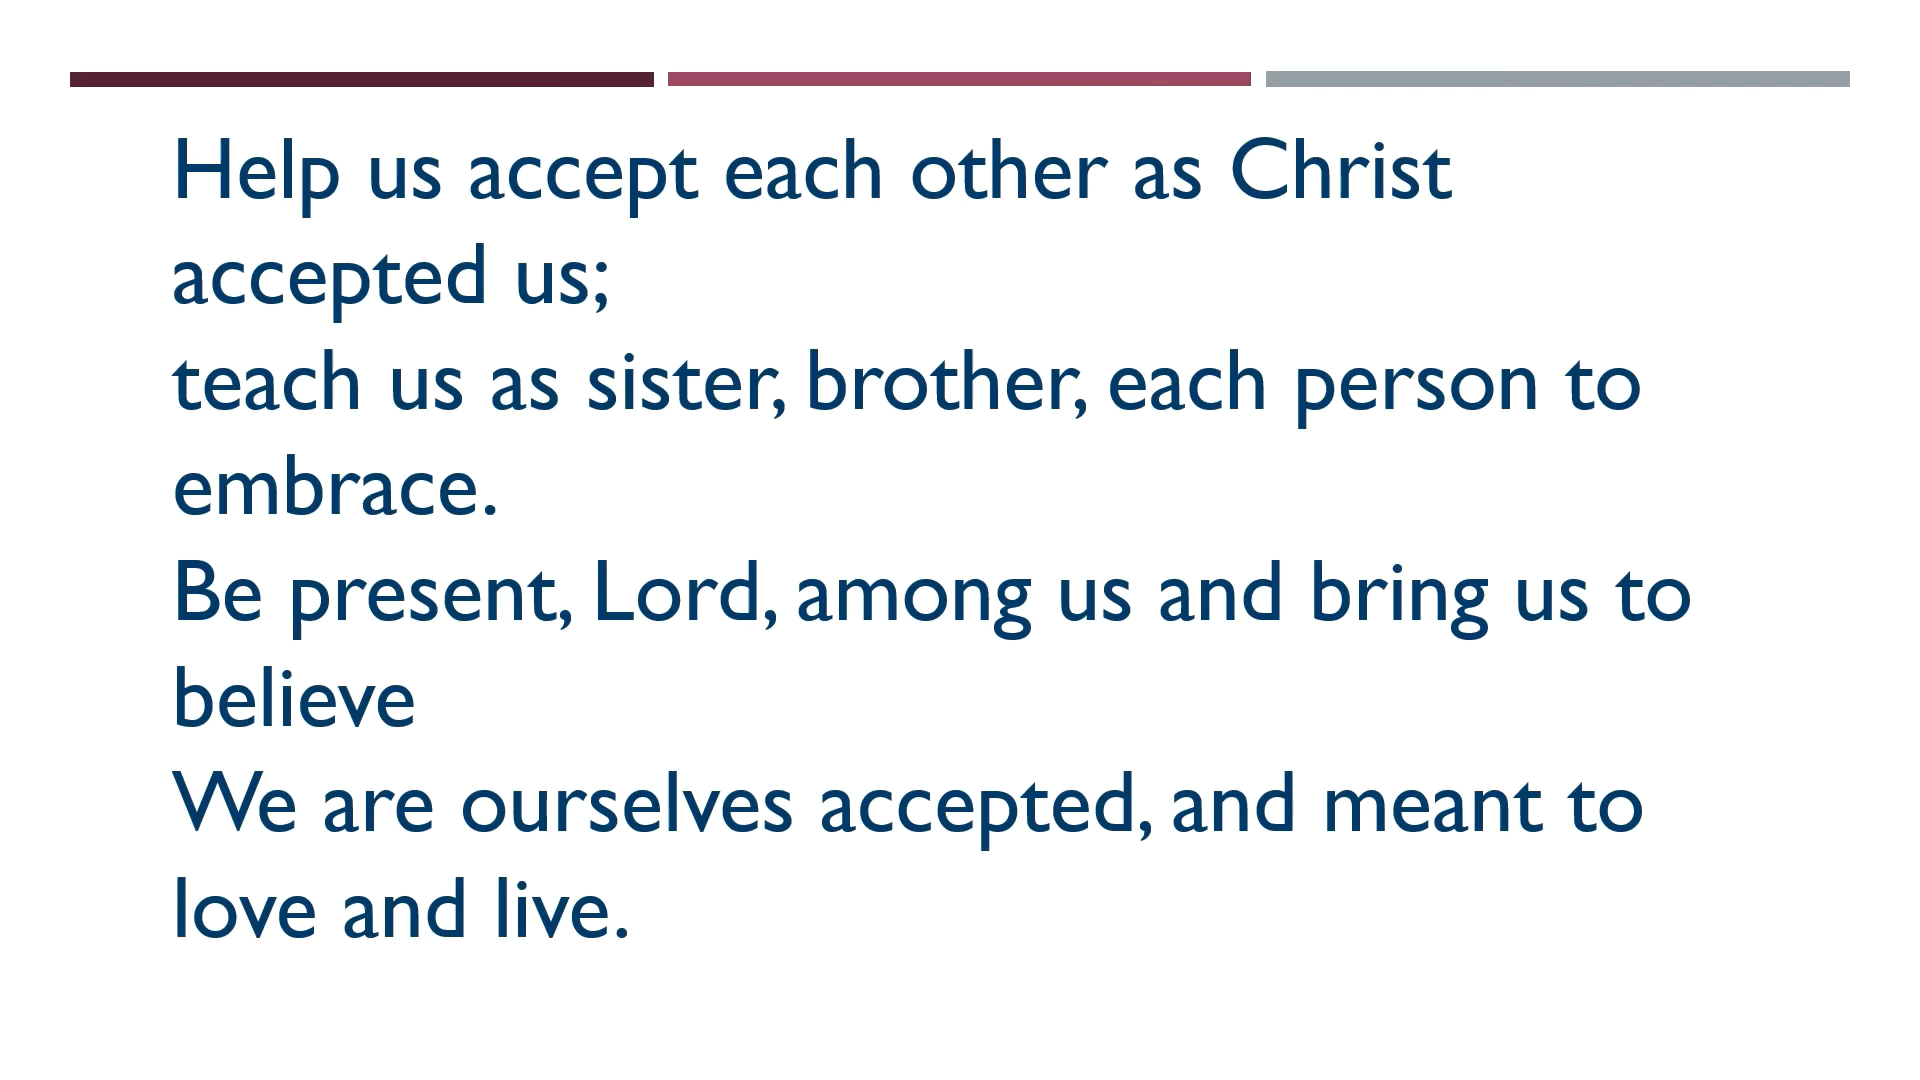 Help us accept each other as Christ
accepted us;
teach us as sister, brother, each person to
embrace.
Be present, Lord, among us and bring us to
believe
We are ourselves accepted, and meant to
love and live.